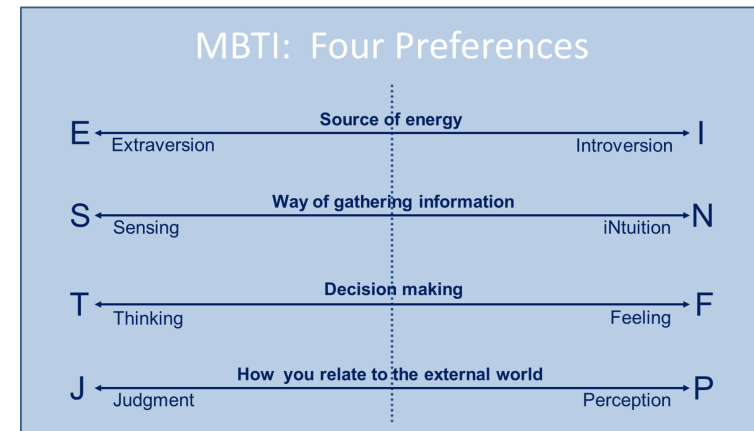 MBTI: Four Preferences
Source of energy
E I
Extraversion Introversion
Way of gathering information
S N
Sensing iNtuition
Decision making
T F
Thinking Feeling
How you relate to the external world
J P
Judgment Perception